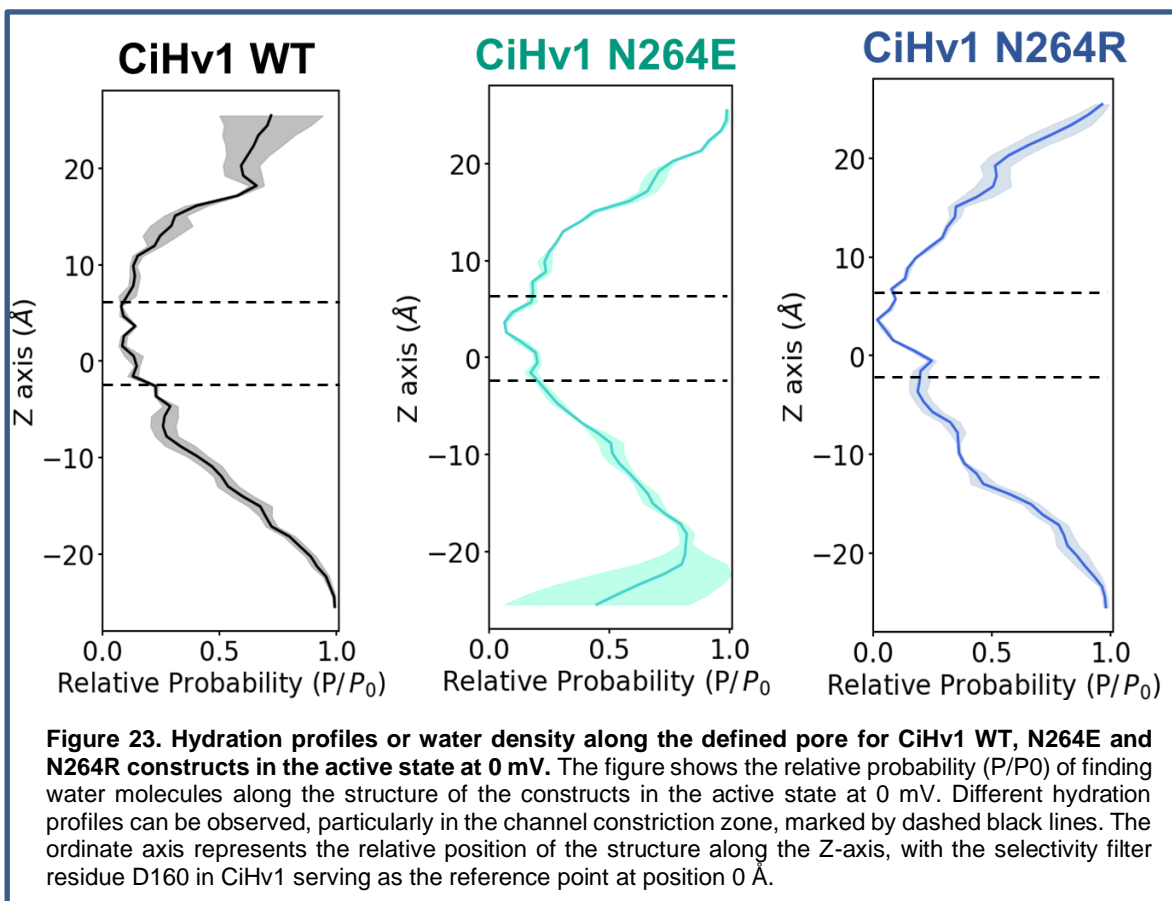 CiHv1 WT
CiHv1 N264E
CiHv1 N264R
Z axis (Å)
20
10
0
−10
−20
0.0 0.5 1.0
Relative Probability (P/P₀)
Z axis (Å)
20
10
0
−10
−20
0.0 0.5 1.0
Relative Probability (P/P₀
Z axis (Å)
20
10
0
−10
−20
0.0 0.5 1.0
Relative Probability (P/P₀)
Figure 23. Hydration profiles or water density along the defined pore for CiHv1 WT, N264E and
N264R constructs in the active state at 0 mV. The figure shows the relative probability (P/P0) of finding
water molecules along the structure of the constructs in the active state at 0 mV. Different hydration
profiles can be observed, particularly in the channel constriction zone, marked by dashed black lines. The
ordinate axis represents the relative position of the structure along the Z-axis, with the selectivity filter
residue D160 in CiHv1 serving as the reference point at position 0 Å.